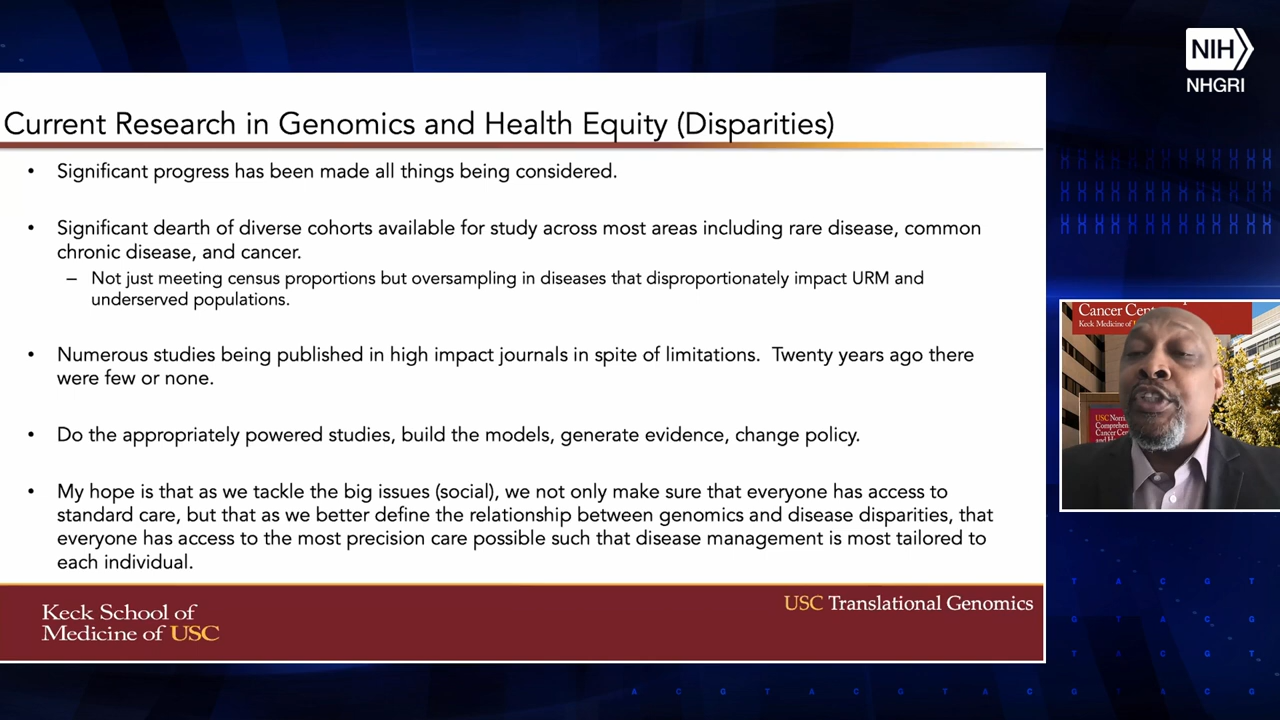 NIH
NHGRI
Current Research in Genomics and Health Equity (Disparities)
• Significant progress has been made all things being considered.
• Significant dearth of diverse cohorts available for study across most areas including rare disease, common
chronic disease, and cancer.
– Not just meeting census proportions but oversampling in diseases that disproportionately impact URM and
underserved populations.
• Numerous studies being published in high impact journals in spite of limitations. Twenty years ago there
were few or none.
• Do the appropriately powered studies, build the models, generate evidence, change policy.
• My hope is that as we tackle the big issues (social), we not only make sure that everyone has access to
standard care, but that as we better define the relationship between genomics and disease disparities, that
everyone has access to the most precision care possible such that disease management is most tailored to
each individual.
Keck School of
Medicine of USC
USC Translational Genomics
Cancer
Keck Medicine of
USC
Cancer
A C G T A C G T A C G T A C G
T A C G T
G T A C G
T A C G T